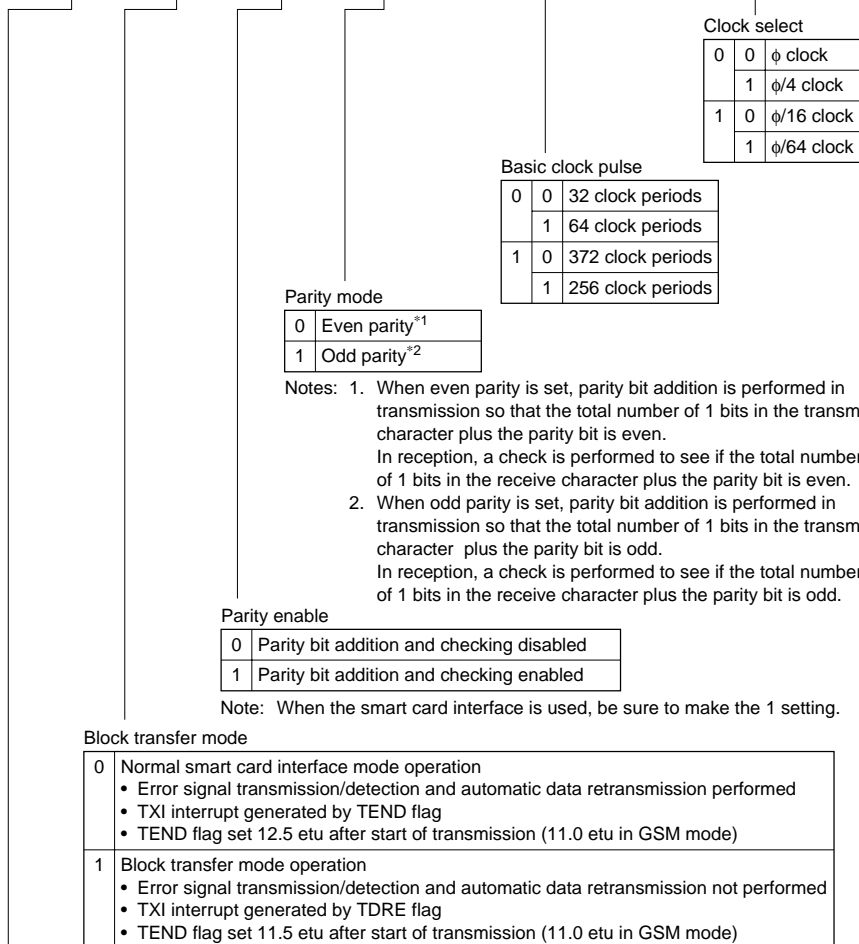 Clock select
0 0 ϕ clock
1 ϕ/4 clock
1 0 ϕ/16 clock
1 ϕ/64 clock
Basic clock pulse
0 0 32 clock periods
1 64 clock periods
1 0 372 clock periods
1 256 clock periods
Parity mode
0 Even parity*1
1 Odd parity*2
Notes: 1. When even parity is set, parity bit addition is performed in
transmission so that the total number of 1 bits in the transm
character plus the parity bit is even.
In reception, a check is performed to see if the total number
of 1 bits in the receive character plus the parity bit is even.
2. When odd parity is set, parity bit addition is performed in
transmission so that the total number of 1 bits in the transm
character plus the parity bit is odd.
In reception, a check is performed to see if the total number
of 1 bits in the receive character plus the parity bit is odd.
Parity enable
0 Parity bit addition and checking disabled
1 Parity bit addition and checking enabled
Note: When the smart card interface is used, be sure to make the 1 setting.
Block transfer mode
0 Normal smart card interface mode operation
• Error signal transmission/detection and automatic data retransmission performed
• TXI interrupt generated by TEND flag
• TEND flag set 12.5 etu after start of transmission (11.0 etu in GSM mode)
1 Block transfer mode operation
• Error signal transmission/detection and automatic data retransmission not performed
• TXI interrupt generated by TDRE flag
• TEND flag set 11.5 etu after start of transmission (11.0 etu in GSM mode)